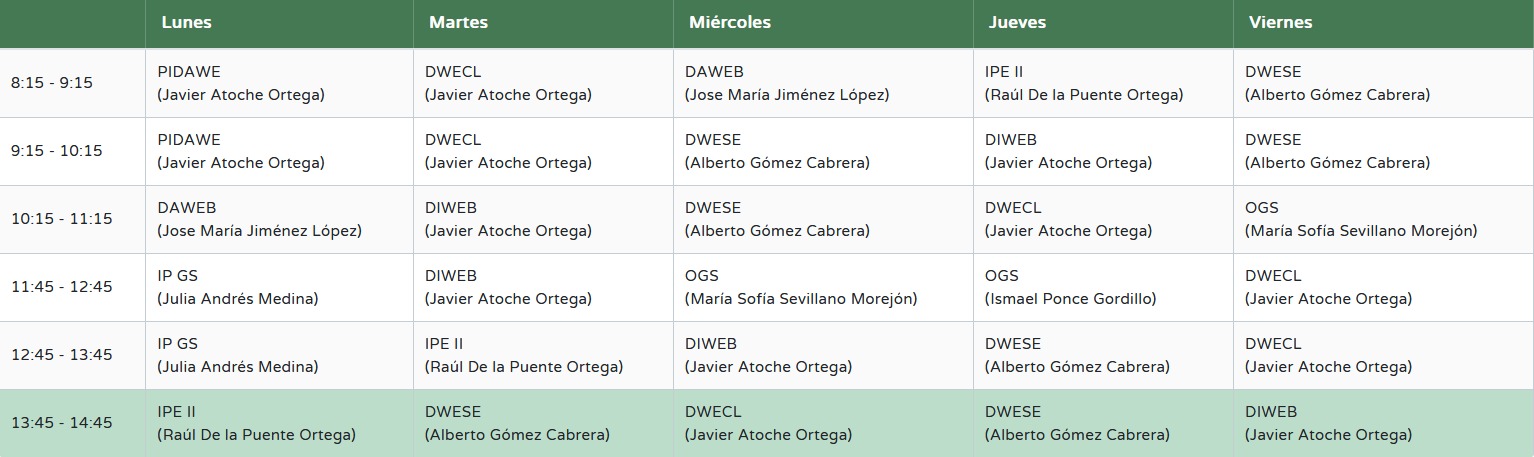 Lunes Martes Miércoles Jueves Viernes
8:15 - 9:15
PIDAWE
(Javier Atoche Ortega)
DWECL
(Javier Atoche Ortega)
DAWEB
(Jose María Jiménez López)
IPE II
(Raúl De la Puente Ortega)
DWESE
(Alberto Gómez Cabrera)
9:15 - 10:15
PIDAWE
(Javier Atoche Ortega)
DWECL
(Javier Atoche Ortega)
DWESE
(Alberto Gómez Cabrera)
DIWEB
(Javier Atoche Ortega)
DWESE
(Alberto Gómez Cabrera)
10:15 - 11:15
DAWEB
(Jose María Jiménez López)
DIWEB
(Javier Atoche Ortega)
DWESE
(Alberto Gómez Cabrera)
DWECL
(Javier Atoche Ortega)
OGS
(María Sofía Sevillano Morejón)
11:45 - 12:45
IP GS
(Julia Andrés Medina)
DIWEB
(Javier Atoche Ortega)
OGS
(María Sofía Sevillano Morejón)
OGS
(Ismael Ponce Gordillo)
DWECL
(Javier Atoche Ortega)
12:45 - 13:45
IP GS
(Julia Andrés Medina)
IPE II
(Raúl De la Puente Ortega)
DIWEB
(Javier Atoche Ortega)
DWESE
(Alberto Gómez Cabrera)
DWECL
(Javier Atoche Ortega)
13:45 - 14:45
IPE II
(Raúl De la Puente Ortega)
DWESE
(Alberto Gómez Cabrera)
DWECL
(Javier Atoche Ortega)
DWESE
(Alberto Gómez Cabrera)
DIWEB
(Javier Atoche Ortega)